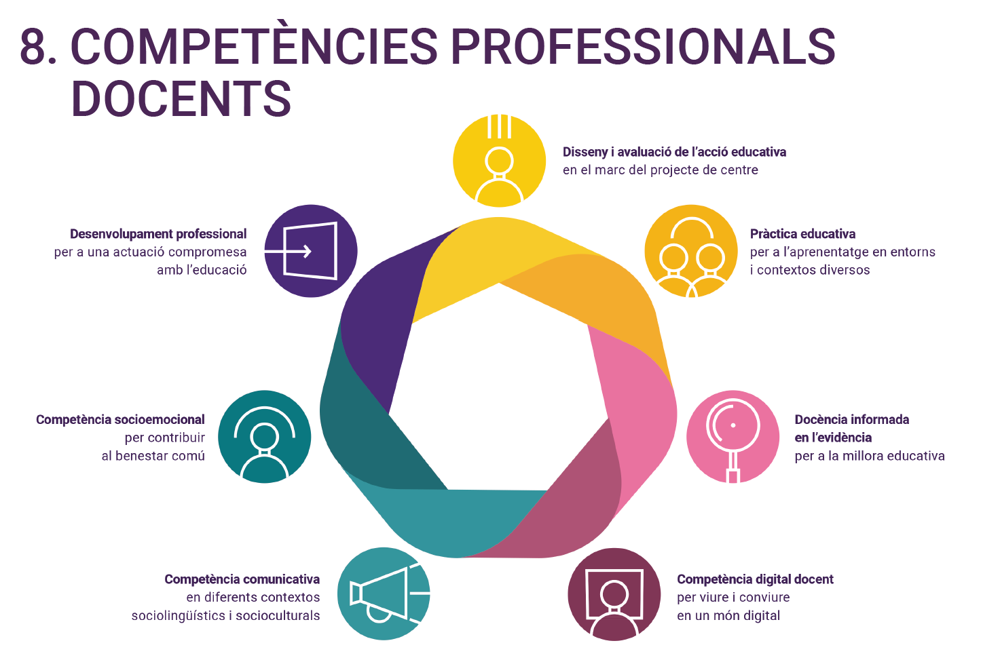 8. COMPETÈNCIES PROFESSIONALS
DOCENTS
Disseny i avaluació de l’acció educativa
en el marc del projecte de centre
Pràctica educativa
per a l’aprenentatge en entorns
i contextos diversos
Docència informada
en l’evidència
per a la millora educativa
Competència digital docent
per viure i conviure
en un món digital
Competència comunicativa
en diferents contextos
sociolingüístics i socioculturals
Competència socioemocional
per contribuir
al benestar comú
Desenvolupament professional
per a una actuació compromesa
amb l’educació